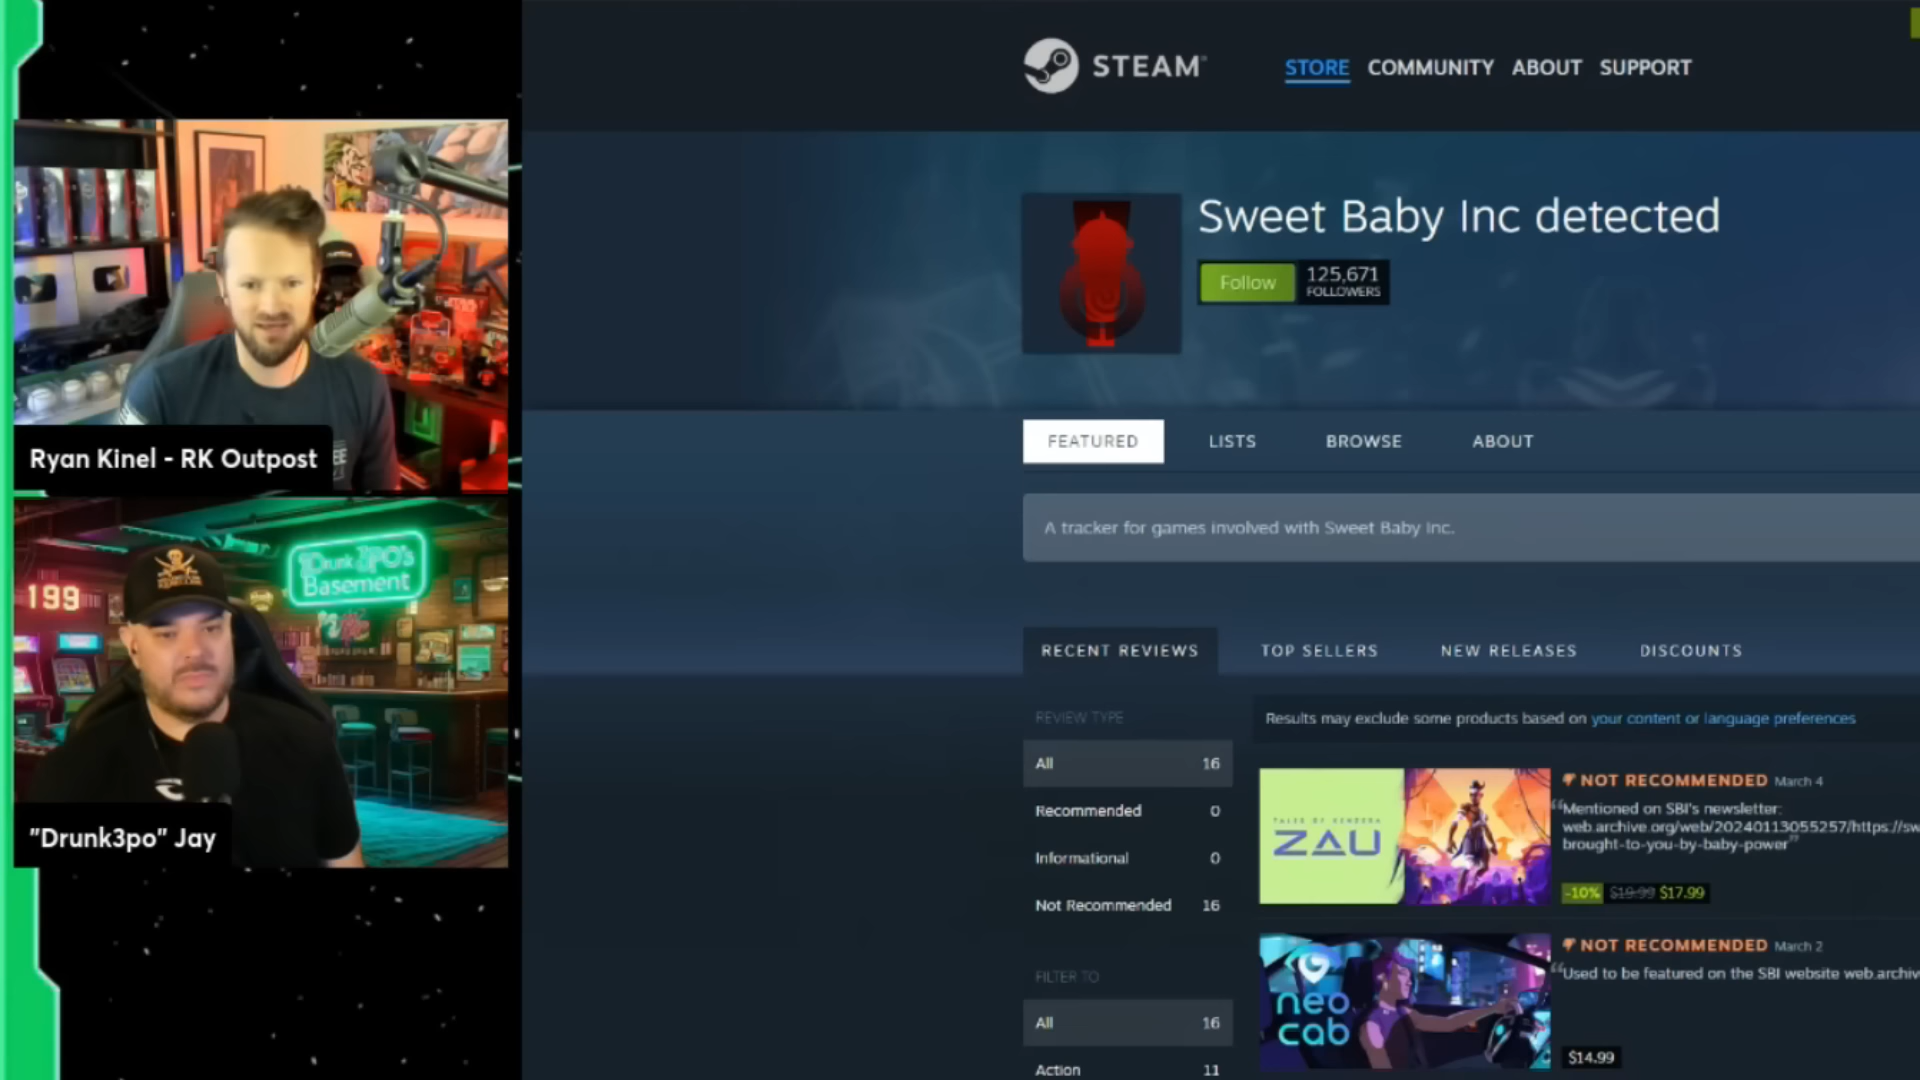 STEAM
STORE COMMUNITY ABOUT SUPPORT
Sweet Baby Inc detected
Follow
125,671
FOLLOWERS
FEATURED LISTS BROWSE ABOUT
A tracker for games involved with Sweet Baby Inc.
RECENT REVIEWS TOP SELLERS NEW RELEASES DISCOUNTS
REVIEW TYPE
All 16
Recommended 0
Informational 0
Not Recommended 16
FILTER TO
All 16
Action 11
Results may exclude some products based on your content or language preferences
TALES OF KENZERA
ZAU
NOT RECOMMENDED March 4
“Mentioned on SBI's newsletter:
web.archive.org/web/20240113055257/https://sw
brought-to-you-by-baby-power”
-10% $19.99 $17.99
neo
cab
NOT RECOMMENDED March 2
“Used to be featured on the SBI website web.archiv
$14.99
Ryan Kinel - RK Outpost
199
Drunk3PO's
Basement
"Drunk3po" Jay